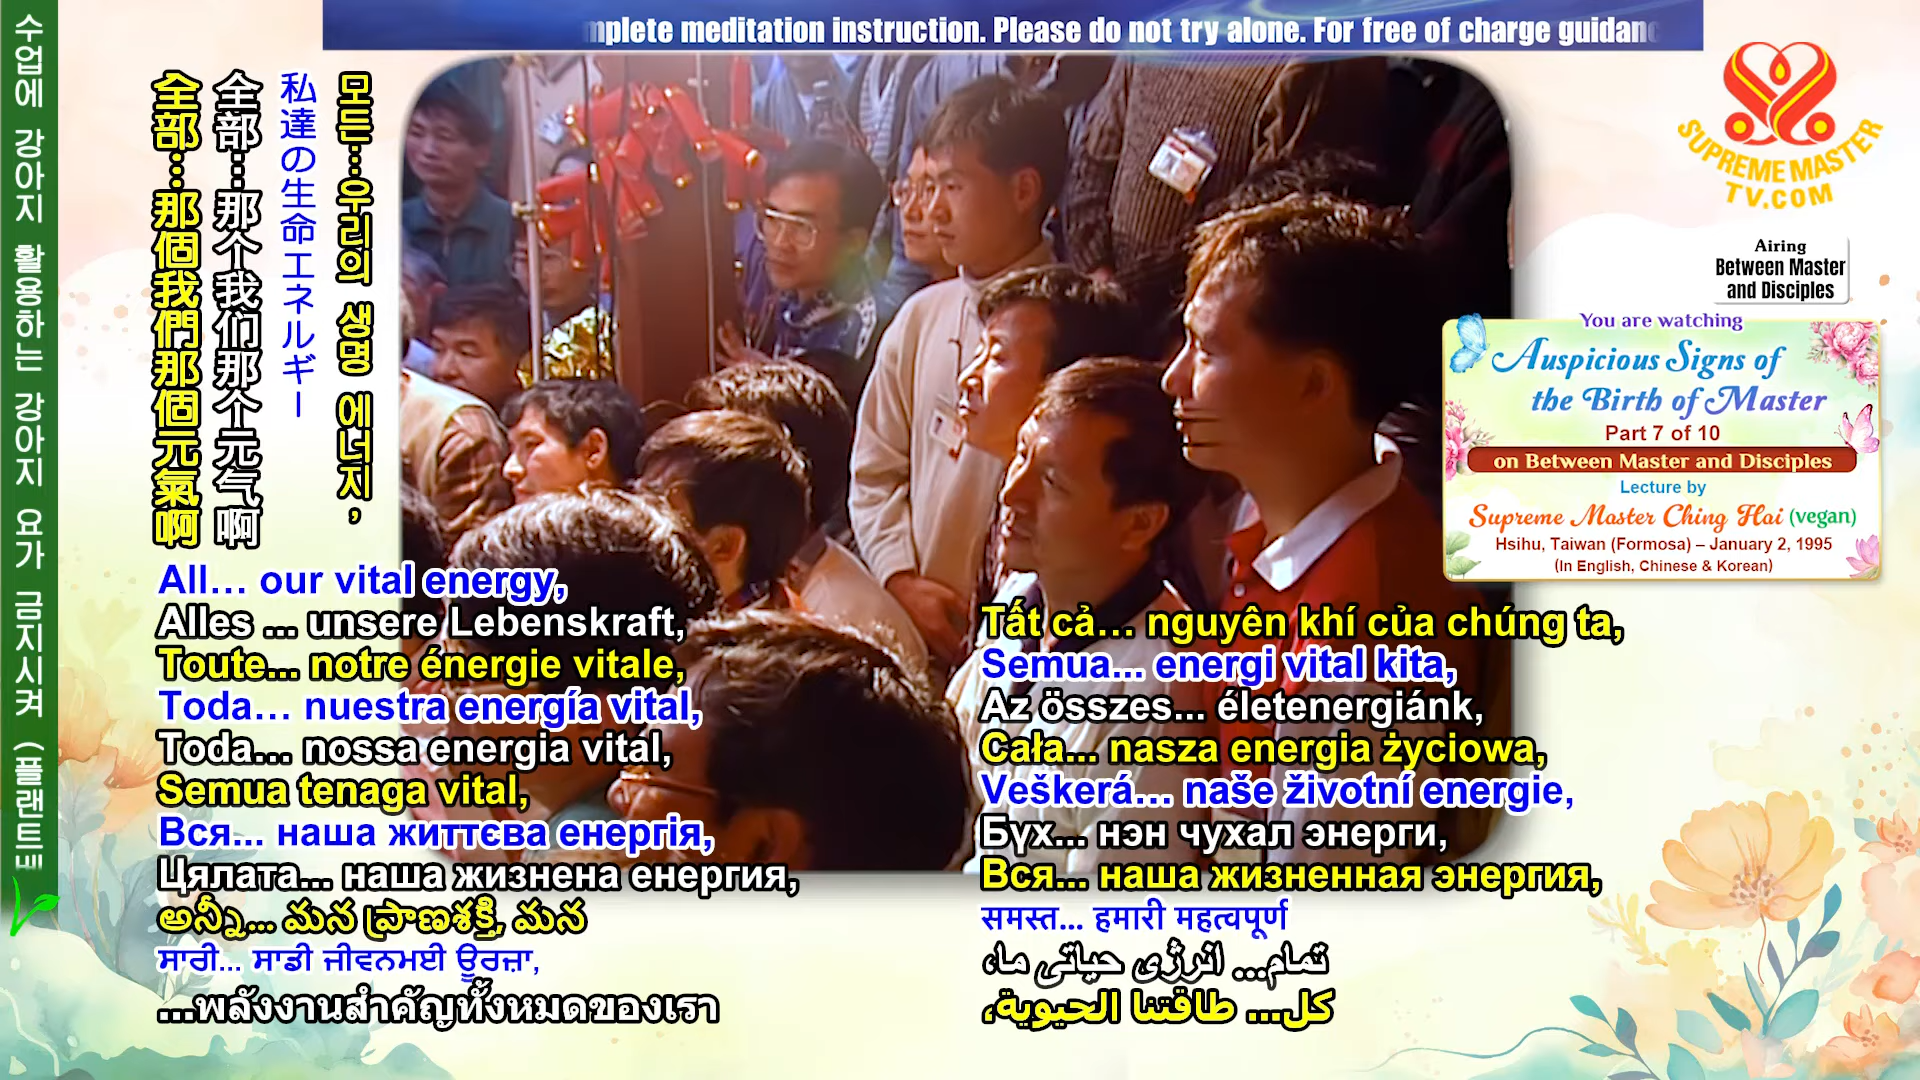 mplete meditation instruction. Please do not try alone. For free of charge guidan
수업에 강아지 활용하는 강아지 요가 금지시켜 (플랜트테
全部…那個我們那個元氣啊
全部…那个我们那个元气啊
私達の生命エネルギー
모든…우리의 생명 에너지,
All… our vital energy,
Alles ... unsere Lebenskraft,
Toute... notre énergie vitale,
Toda… nuestra energía vital,
Toda... nossa energia vital,
Semua tenaga vital,
Вся... наша життєва енергія,
Цялата... наша жизнена енергия,
అన్నీ... మన ప్రాణశక్తి, మన
ਸਾਰੀ... ਸਾਡੀ ਜੀਵਨਮਈ ਊਰਜ਼ਾ,
...พลังงานสำคัญทั้งหมดของเรา
Tất cả… nguyên khí của chúng ta,
Semua... energi vital kita,
Az összes... életenergiánk,
Cała... nasza energia życiowa,
Veškerá… naše životní energie,
Бүх... нэн чухал энерги,
Вся... наша жизненная энергия,
समस्त... हमारी महत्वपूर्ण
تمام... انرژی حیاتی ما،
كل... طاقتنا الحيوية،
SUPREME MASTER
TV.COM
Airing
Between Master
and Disciples
You are watching
Auspicious Signs of
the Birth of Master
Part 7 of 10
on Between Master and Disciples
Lecture by
Supreme Master Ching Hai (vegan)
Hsihu, Taiwan (Formosa) – January 2, 1995
(In English, Chinese & Korean)